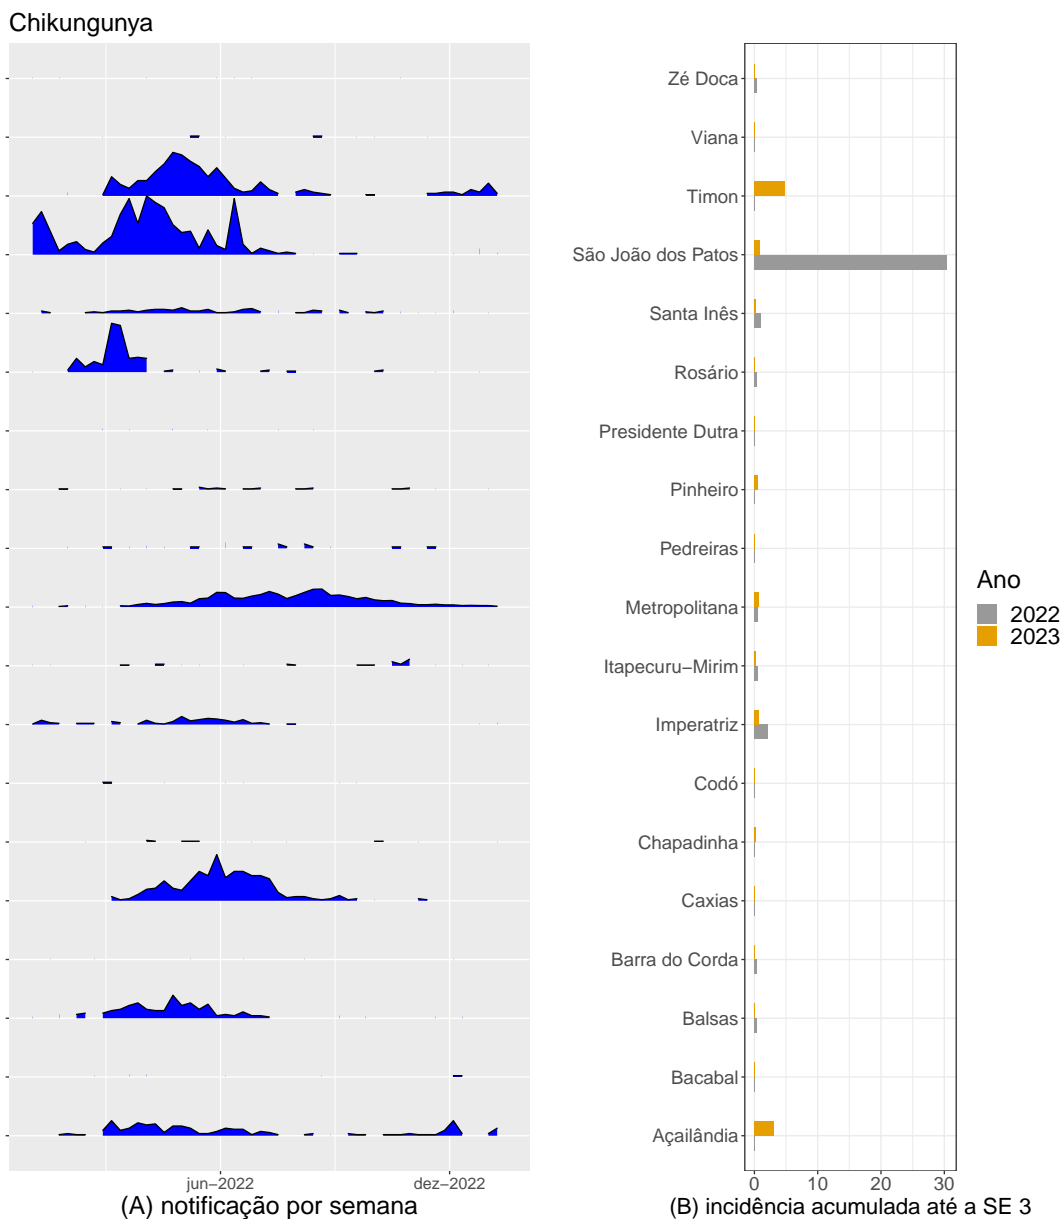 Chikungunya
Zé Doca
Viana
Timon
São João dos Patos
Santa Inês
Rosário
Presidente Dutra
Pinheiro
Pedreiras
Metropolitana
Itapecuru−Mirim
Imperatriz
Codó
Chapadinha
Caxias
Barra do Corda
Balsas
Bacabal
Açailândia
Ano
2022
2023
jun−2022 dez−2022
0 10 20 30
(A) notificação por semana
(B) incidência acumulada até a SE 3